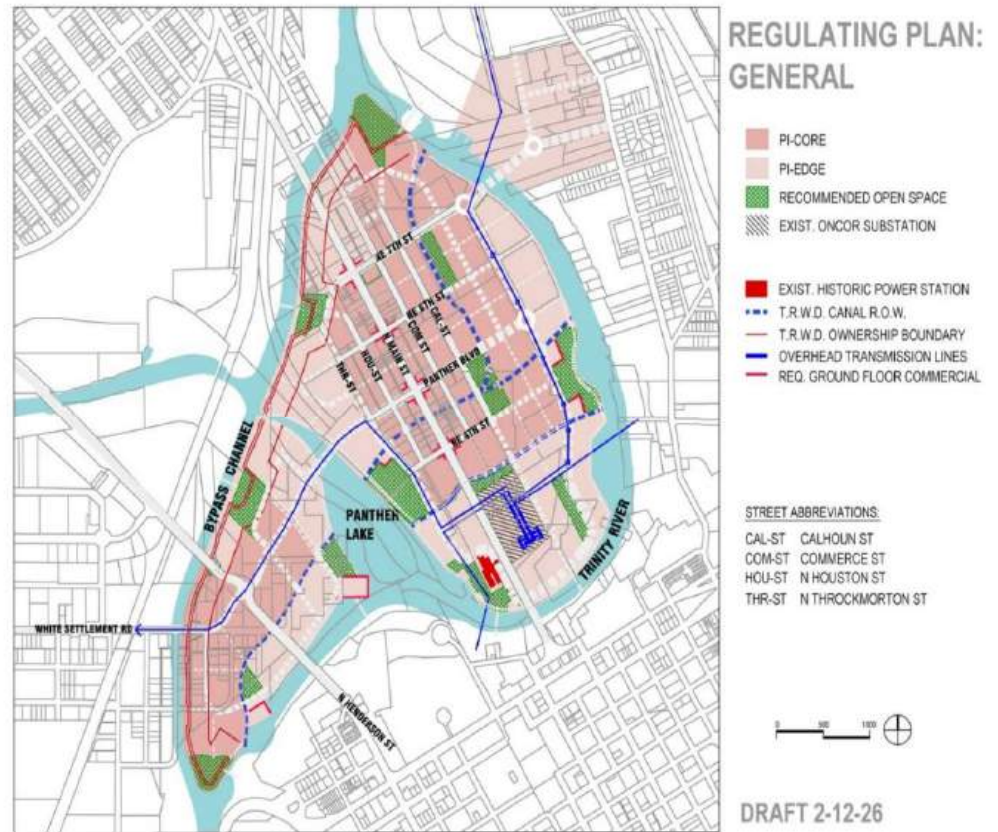 REGULATING PLAN:
GENERAL
PI-CORE
PI-EDGE
RECOMMENDED OPEN SPACE
EXIST. ONCOR SUBSTATION
EXIST. HISTORIC POWER STATION
T.R.W.D. CANAL R.O.W.
T.R.W.D. OWNERSHIP BOUNDARY
OVERHEAD TRANSMISSION LINES
REQ. GROUND FLOOR COMMERCIAL
STREET ABBREVIATIONS:
CAL-ST CALHOUN ST
COM-ST COMMERCE ST
HOU-ST N HOUSTON ST
THR-ST N THROCKMORTON ST
0 500 1000
DRAFT 2-12-26
NE 7TH ST
NE 6TH ST
CAL-ST
COM ST
N MAIN ST
HOU-ST
THR-ST
PANTHER BLVD
NE 4TH ST
BYPASS CHANNEL
PANTHER
LAKE
TRINITY RIVER
WHITE SETTLEMENT RD
N HENDERSON ST